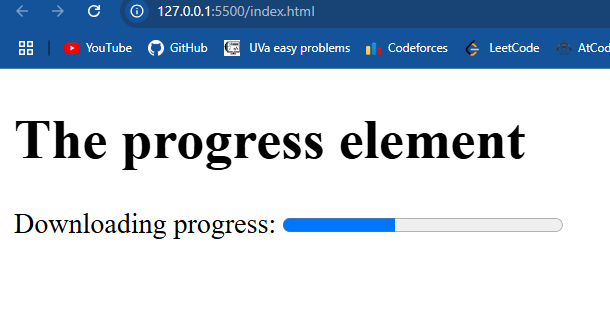 127.0.0.1:5500/index.html
YouTube GitHub UVa easy problems Codeforces LeetCode AtCod
The progress element
Downloading progress: